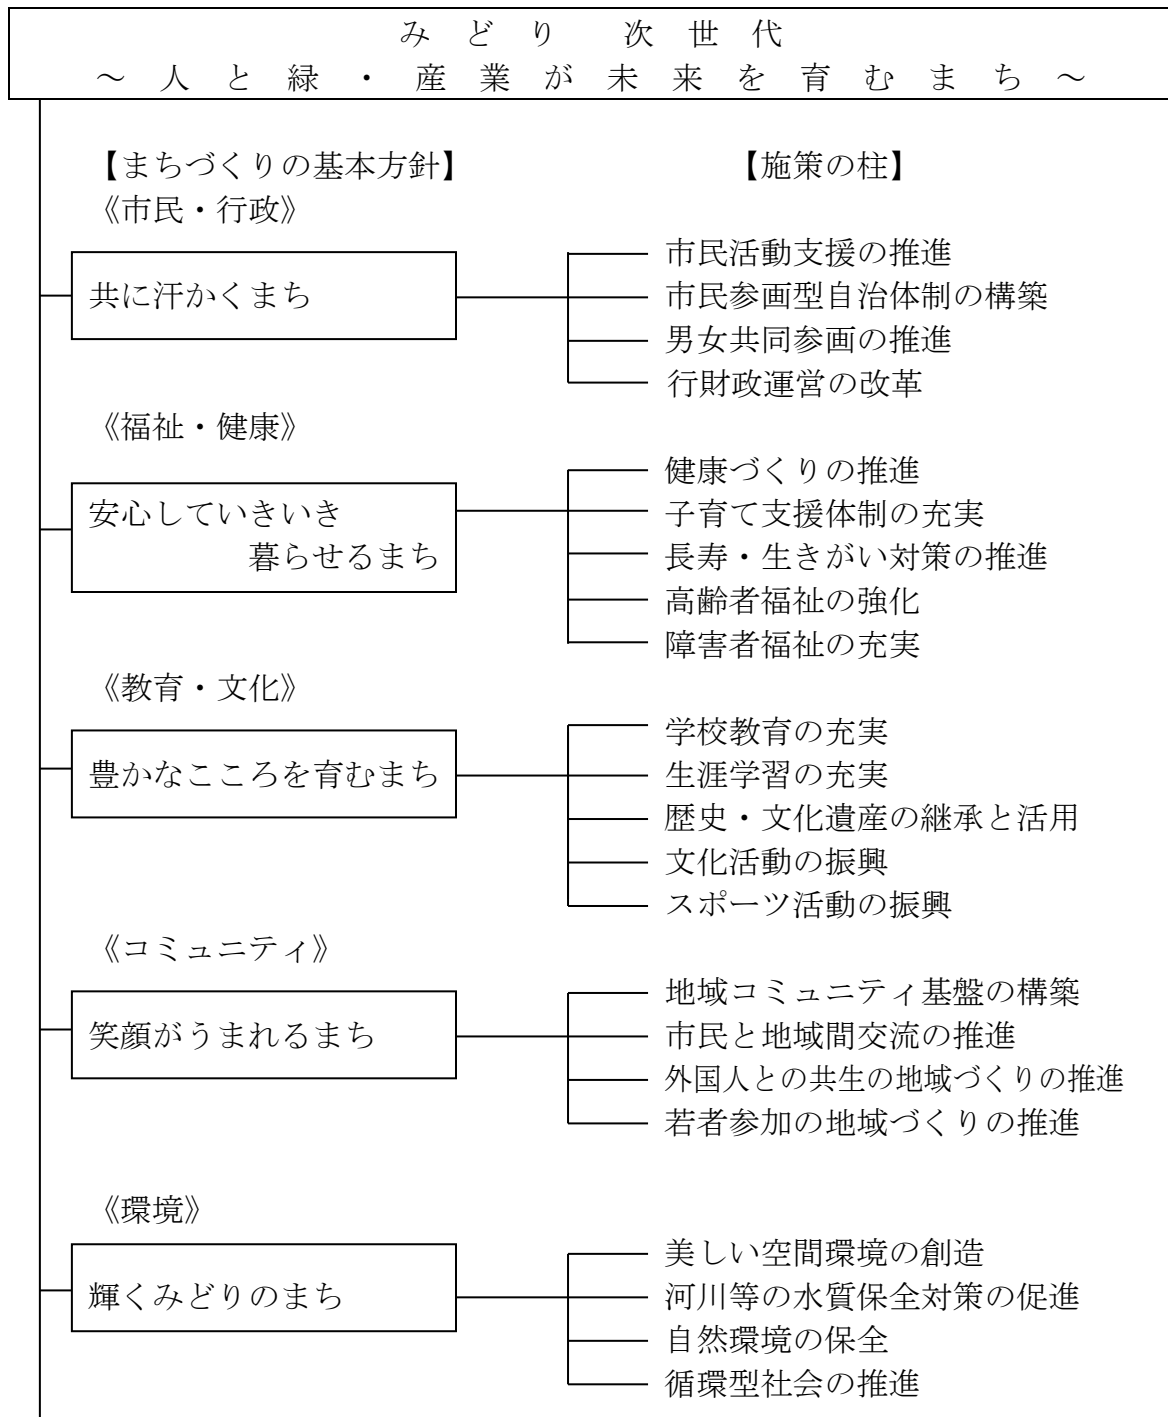 みどり 次世代
～人と緑・産業が未来を育むまち～
【まちづくりの基本方針】 【施策の柱】
《市民・行政》
共に汗かくまち
市民活動支援の推進
市民参画型自治体制の構築
男女共同参画の推進
行財政運営の改革
《福祉・健康》
安心していきいき
暮らせるまち
健康づくりの推進
子育て支援体制の充実
長寿・生きがい対策の推進
高齢者福祉の強化
障害者福祉の充実
《教育・文化》
豊かなこころを育むまち
学校教育の充実
生涯学習の充実
歴史・文化遺産の継承と活用
文化活動の振興
スポーツ活動の振興
《コミュニティ》
笑顔がうまれるまち
地域コミュニティ基盤の構築
市民と地域間交流の推進
外国人との共生の地域づくりの推進
若者参加の地域づくりの推進
《環境》
輝くみどりのまち
美しい空間環境の創造
河川等の水質保全対策の促進
自然環境の保全
循環型社会の推進